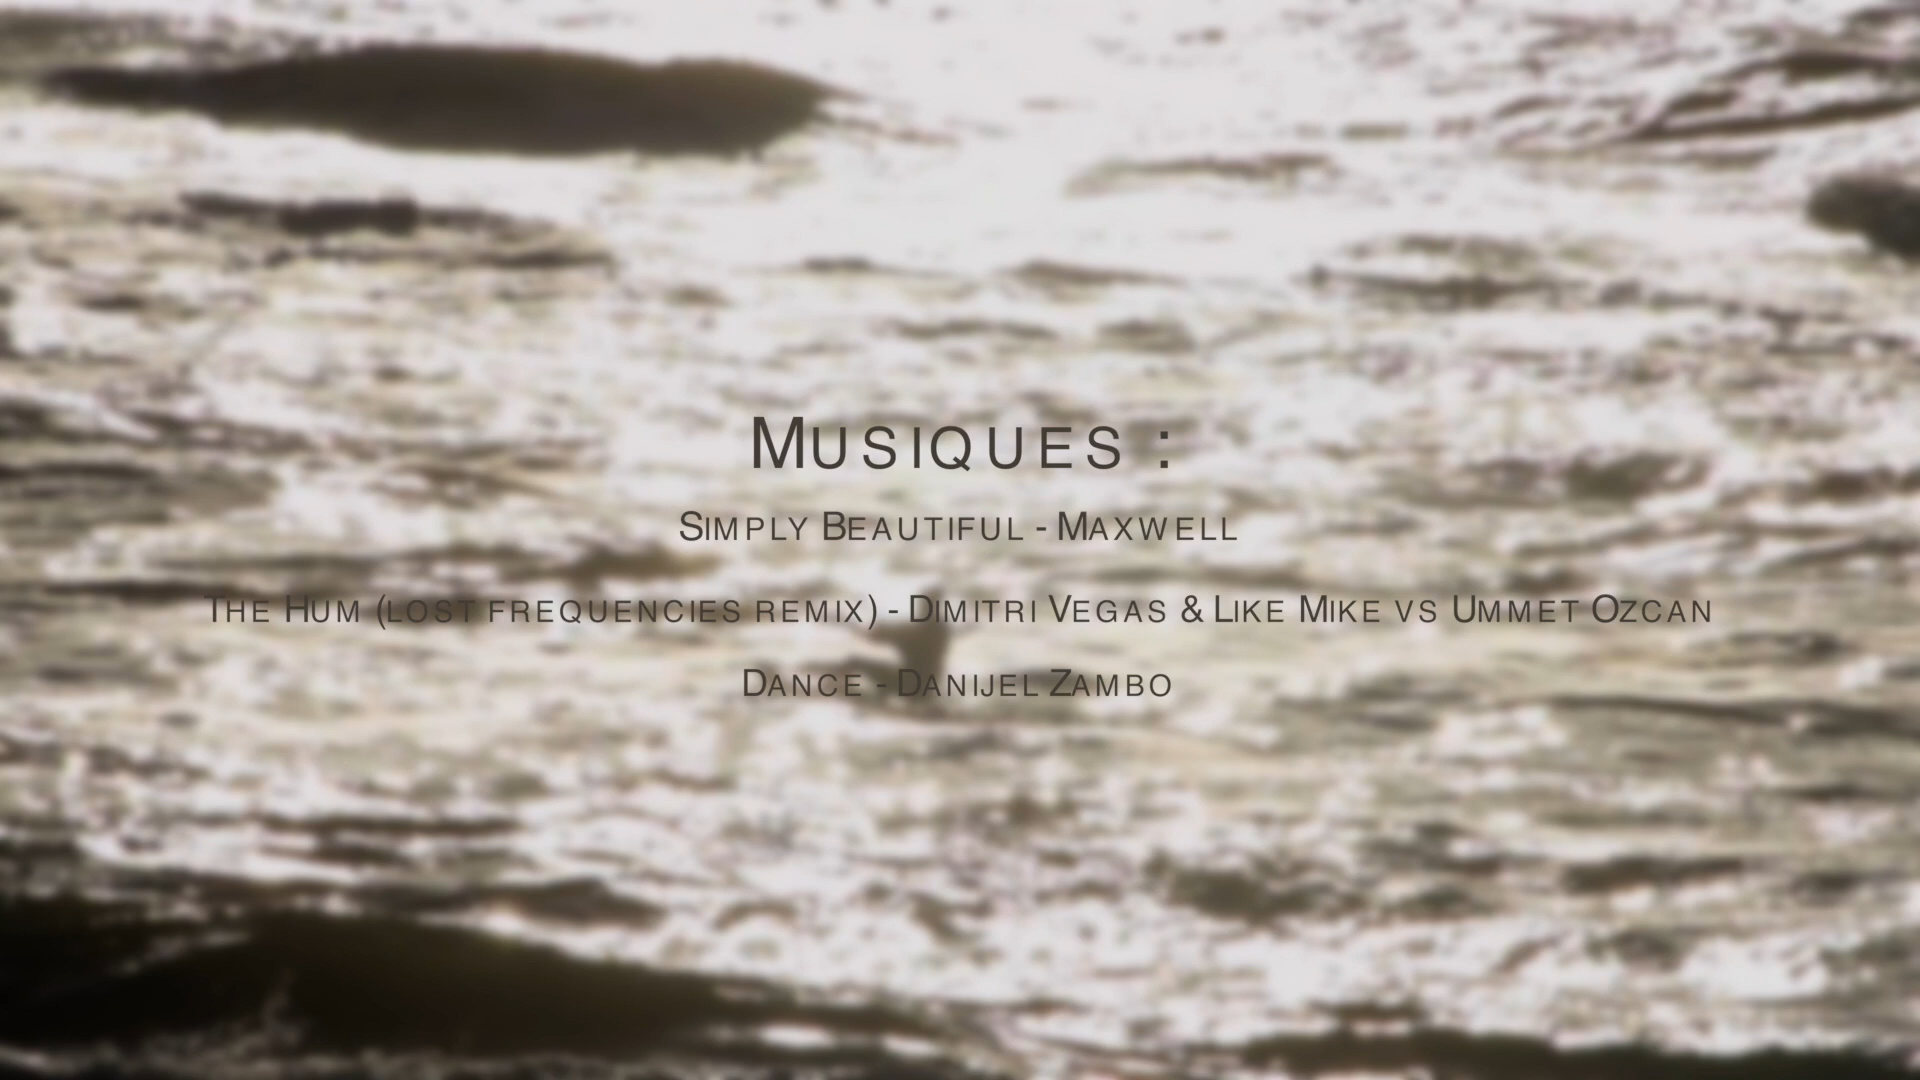 Musiques :
Simply Beautiful - Maxwell
The Hum (lost frequencies remix) - Dimitri Vegas & Like Mike vs Ummet Ozcan
Dance - Danijel Zambo